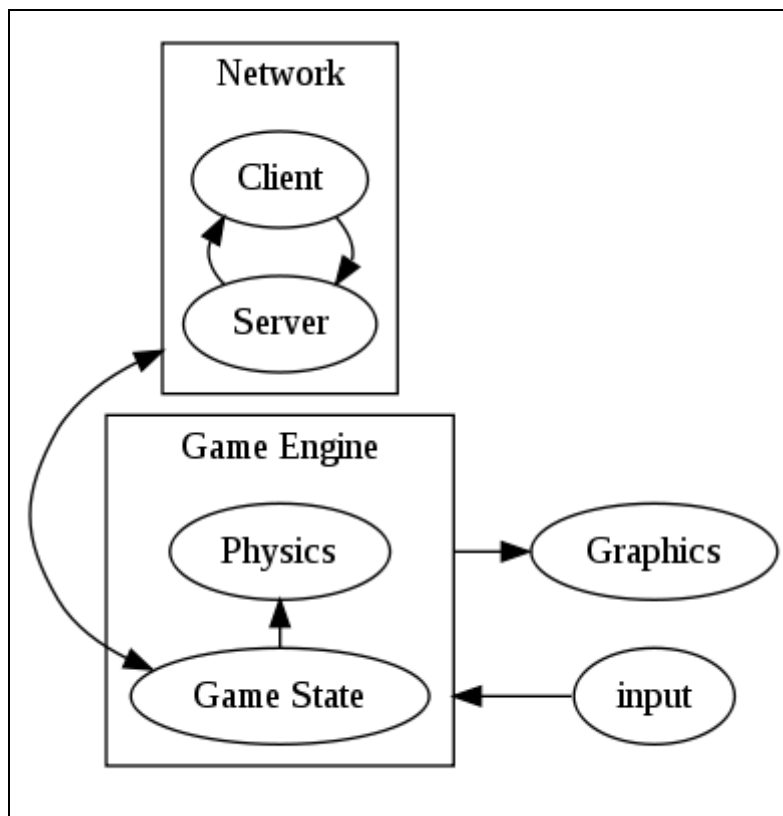 Network
Client
Server
Game Engine
Physics
Graphics
Game State
input